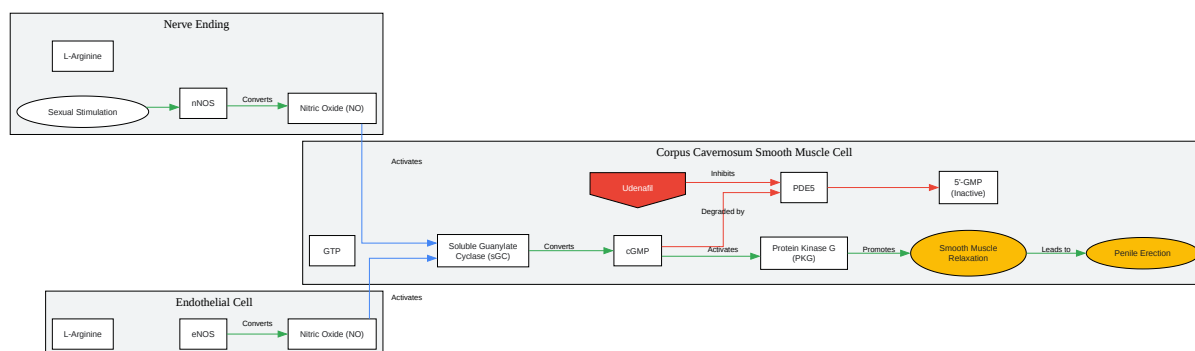 Nerve Ending
L-Arginine
Sexual Stimulation
nNOS
Converts
Nitric Oxide (NO)
Activates
Corpus Cavernosum Smooth Muscle Cell
Udenafil
Inhibits
PDE5
5'-GMP
(Inactive)
Degraded by
GTP
Soluble Guanylate
Cyclase (sGC)
Converts
cGMP
Activates
Protein Kinase G
(PKG)
Promotes
Smooth Muscle
Relaxation
Leads to
Penile Erection
Activates
Endothelial Cell
L-Arginine
eNOS
Converts
Nitric Oxide (NO)